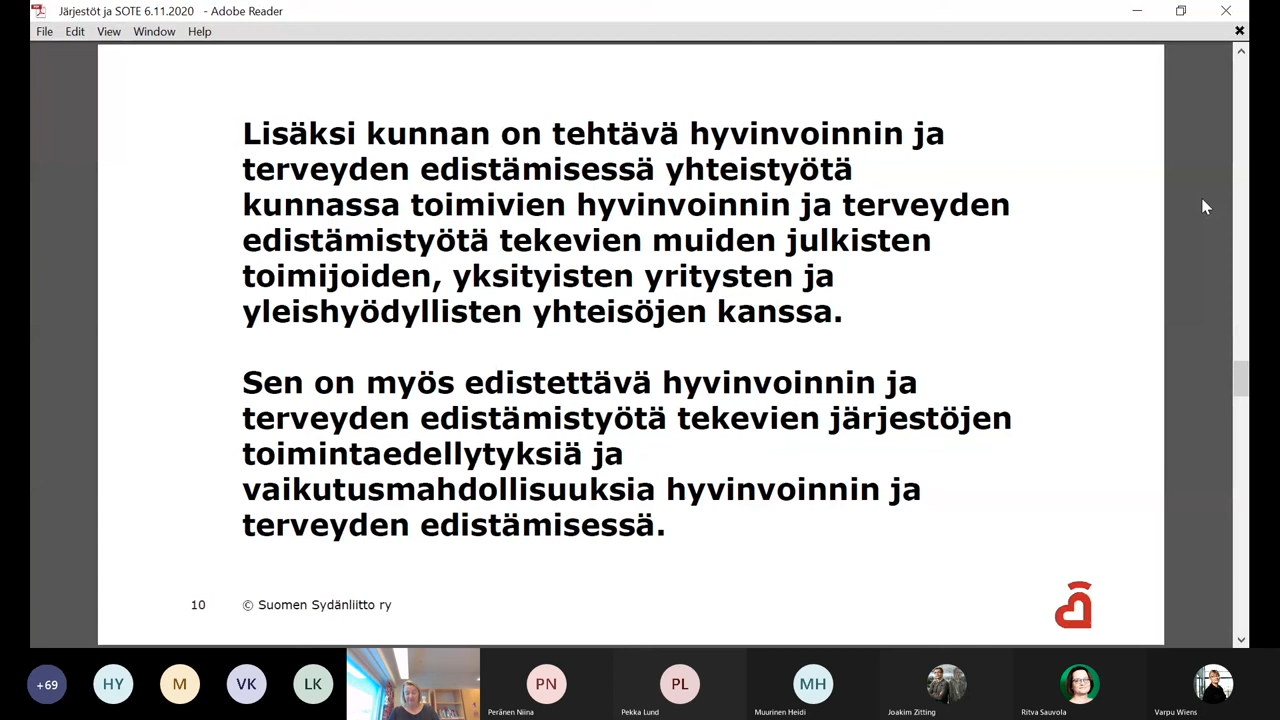 Järjestöt ja SOTE 6.11.2020 - Adobe Reader
File Edit View Window Help
Lisäksi kunnan on tehtävä hyvinvoinnin ja
terveyden edistämisessä yhteistyötä
kunnassa toimivien hyvinvoinnin ja terveyden
edistämistyötä tekevien muiden julkisten
toimijoiden, yksityisten yritysten ja
yleishyödyllisten yhteisöjen kanssa.
Sen on myös edistettävä hyvinvoinnin ja
terveyden edistämistyötä tekevien järjestöjen
toimintaedellytyksiä ja
vaikutusmahdollisuuksia hyvinvoinnin ja
terveyden edistämisessä.
10 © Suomen Sydänliitto ry
+69 HY M VK LK PN PL MH
Peränen Niina Pekka Lund Muurinen Heidi Joakim Zitting Ritva Sauvola Varpu Wiens